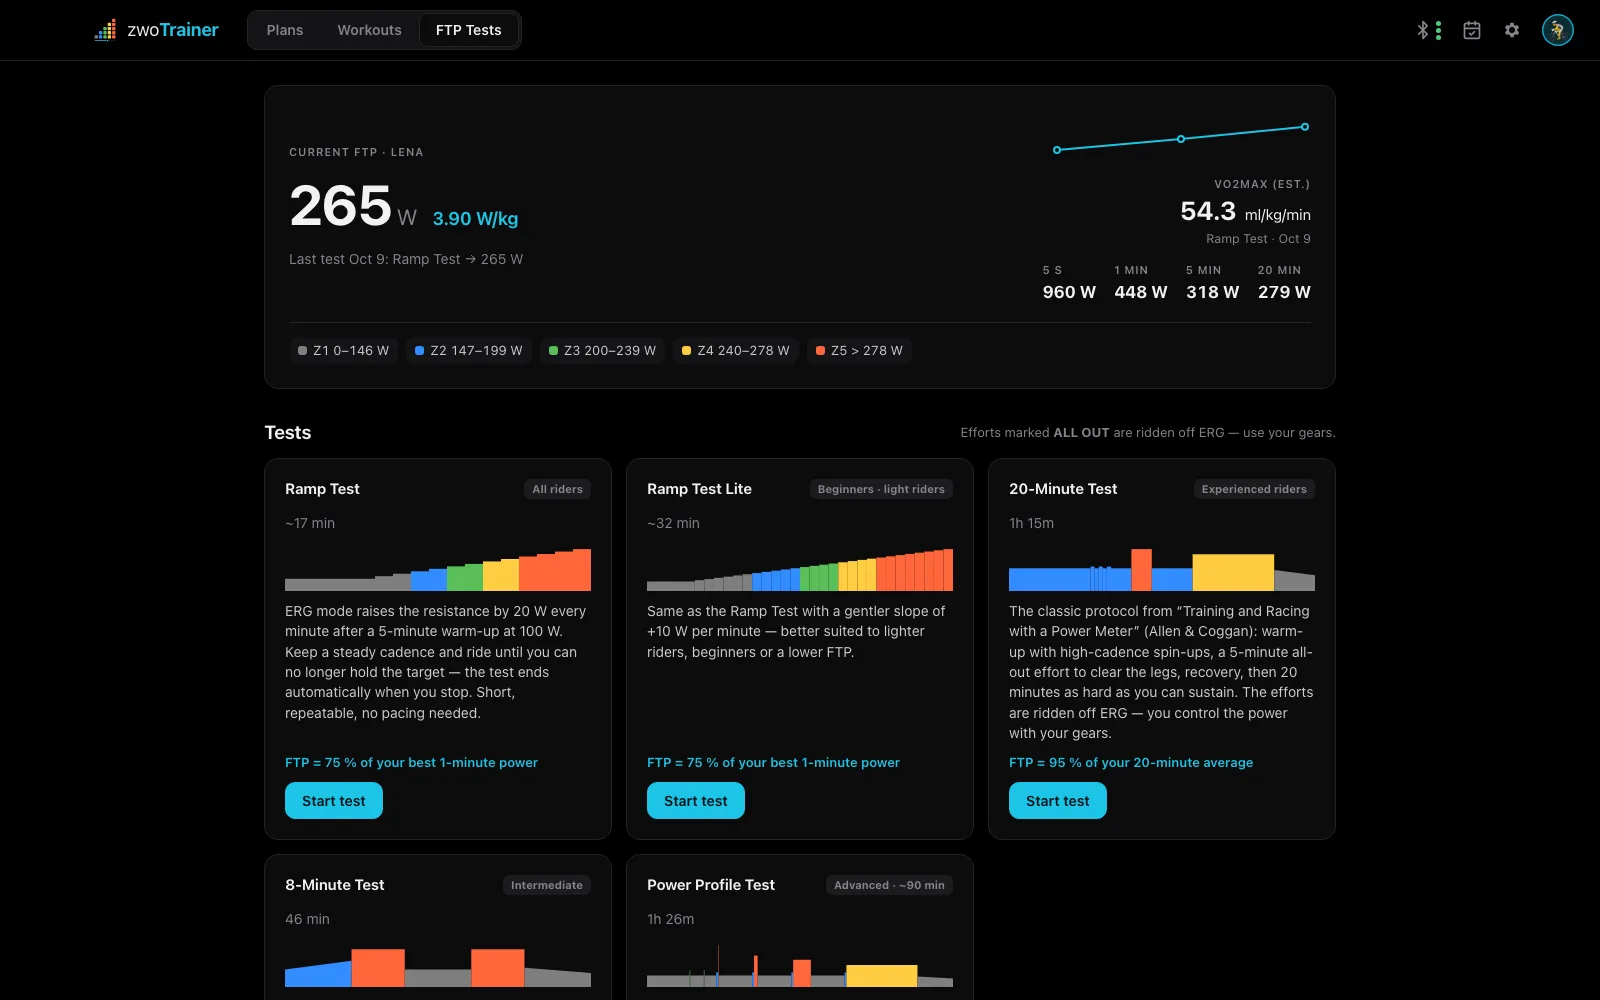 zwoTrainer
Plans Workouts FTP Tests
CURRENT FTP · LENA
265 W 3.90 W/kg
Last test Oct 9: Ramp Test → 265 W
VO2MAX (EST.)
54.3 ml/kg/min
Ramp Test · Oct 9
5 S 1 MIN 5 MIN 20 MIN
960 W 448 W 318 W 279 W
Z1 0–146 W Z2 147–199 W Z3 200–239 W Z4 240–278 W Z5 > 278 W
Tests
Efforts marked ALL OUT are ridden off ERG — use your gears.
Ramp Test All riders
~17 min
ERG mode raises the resistance by 20 W every
minute after a 5-minute warm-up at 100 W.
Keep a steady cadence and ride until you can
no longer hold the target — the test ends
automatically when you stop. Short,
repeatable, no pacing needed.
FTP = 75 % of your best 1-minute power
Start test
Ramp Test Lite Beginners · light riders
~32 min
Same as the Ramp Test with a gentler slope of
+10 W per minute — better suited to lighter
riders, beginners or a lower FTP.
FTP = 75 % of your best 1-minute power
Start test
20-Minute Test Experienced riders
1h 15m
The classic protocol from “Training and Racing
with a Power Meter” (Allen & Coggan): warm-
up with high-cadence spin-ups, a 5-minute all-
out effort to clear the legs, recovery, then 20
minutes as hard as you can sustain. The efforts
are ridden off ERG — you control the power
with your gears.
FTP = 95 % of your 20-minute average
Start test
8-Minute Test Intermediate
46 min
Power Profile Test Advanced · ~90 min
1h 26m